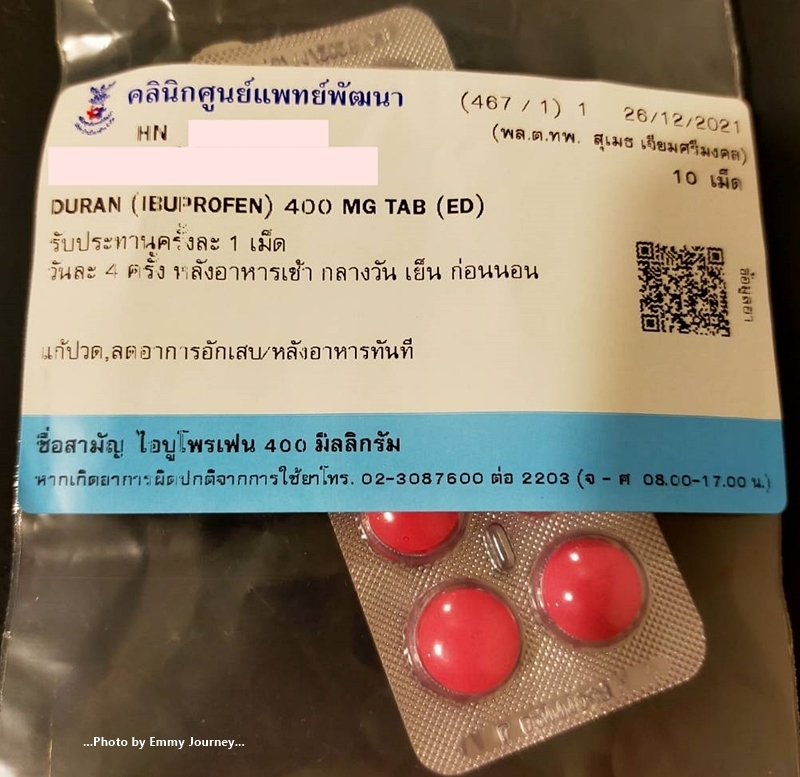 คลินิกศูนย์แพทย์พัฒนา
(467 / 1) 1 26/12/2021
HN
(พล.ต.ทพ. สุเมธ เจียมศรีมงคล)
10 เม็ด
DURAN (IBUPROFEN) 400 MG TAB (ED)
รับประทานครั้งละ 1 เม็ด
วันละ 4 ครั้ง หลังอาหารเช้า กลางวัน เย็น ก่อนนอน
ข้อมูลยา
แก้ปวด,ลดอาการอักเสบ/หลังอาหารทันที
ชื่อสามัญ ไอบูโพรเฟน 400 มิลลิกรัม
หากเกิดอาการผิดปกติจากการใช้ยาโทร. 02-3087600 ต่อ 2203 (จ - ศ 08.00-17.00 น.)
...Photo by Emmy Journey...